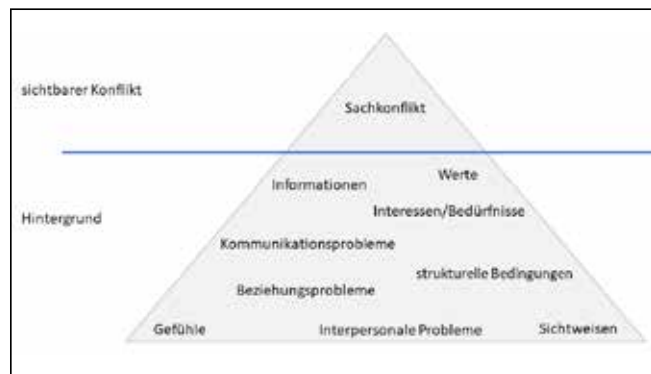 sichtbarer Konflikt
Sachkonflikt
Werte
Informationen
Interessen/Bedürfnisse
Hintergrund
Kommunikationsprobleme
strukturelle Bedingungen
Beziehungsprobleme
Gefühle Interpersonale Probleme Sichtweisen